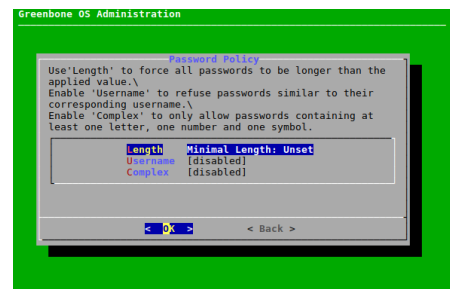 Greenbone OS Administration
Password Policy
Use'Length' to force all passwords to be longer than the
applied value.\
Enable 'Username' to refuse passwords similar to their
corresponding username.\
Enable 'Complex' to only allow passwords containing at
least one letter, one number and one symbol.
Length Minimal Length: Unset
Username [disabled]
Complex [disabled]
< OK > < Back >